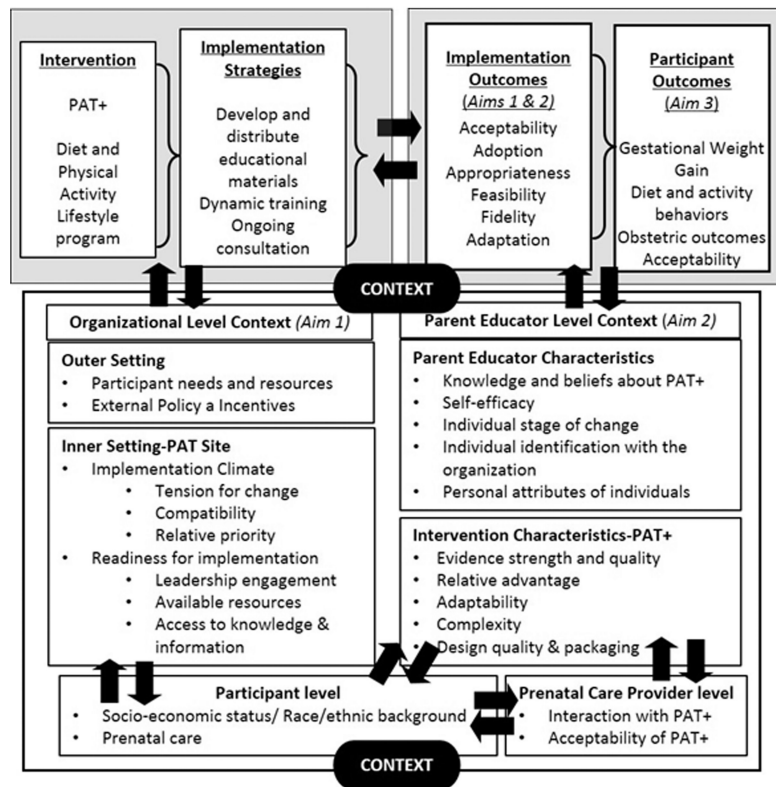 Intervention
PAT+
Diet and
Physical
Activity
Lifestyle
program
Implementation
Strategies
Develop and
distribute
educational
materials
Dynamic training
Ongoing
consultation
Implementation
Outcomes
(Aims 1 & 2)
Acceptability
Adoption
Appropriateness
Feasibility
Fidelity
Adaptation
Participant
Outcomes
(Aim 3)
Gestational Weight
Gain
Diet and activity
behaviors
Obstetric outcomes
Acceptability
CONTEXT
Organizational Level Context (Aim 1)
Outer Setting
• Participant needs and resources
• External Policy a Incentives
Inner Setting-PAT Site
• Implementation Climate
• Tension for change
• Compatibility
• Relative priority
• Readiness for implementation
• Leadership engagement
• Available resources
• Access to knowledge &
information
Parent Educator Level Context (Aim 2)
Parent Educator Characteristics
• Knowledge and beliefs about PAT+
• Self-efficacy
• Individual stage of change
• Individual identification with the
organization
• Personal attributes of individuals
Intervention Characteristics-PAT+
• Evidence strength and quality
• Relative advantage
• Adaptability
• Complexity
• Design quality & packaging
Participant level
• Socio-economic status/ Race/ethnic background
• Prenatal care
Prenatal Care Provider level
• Interaction with PAT+
• Acceptability of PAT+
CONTEXT